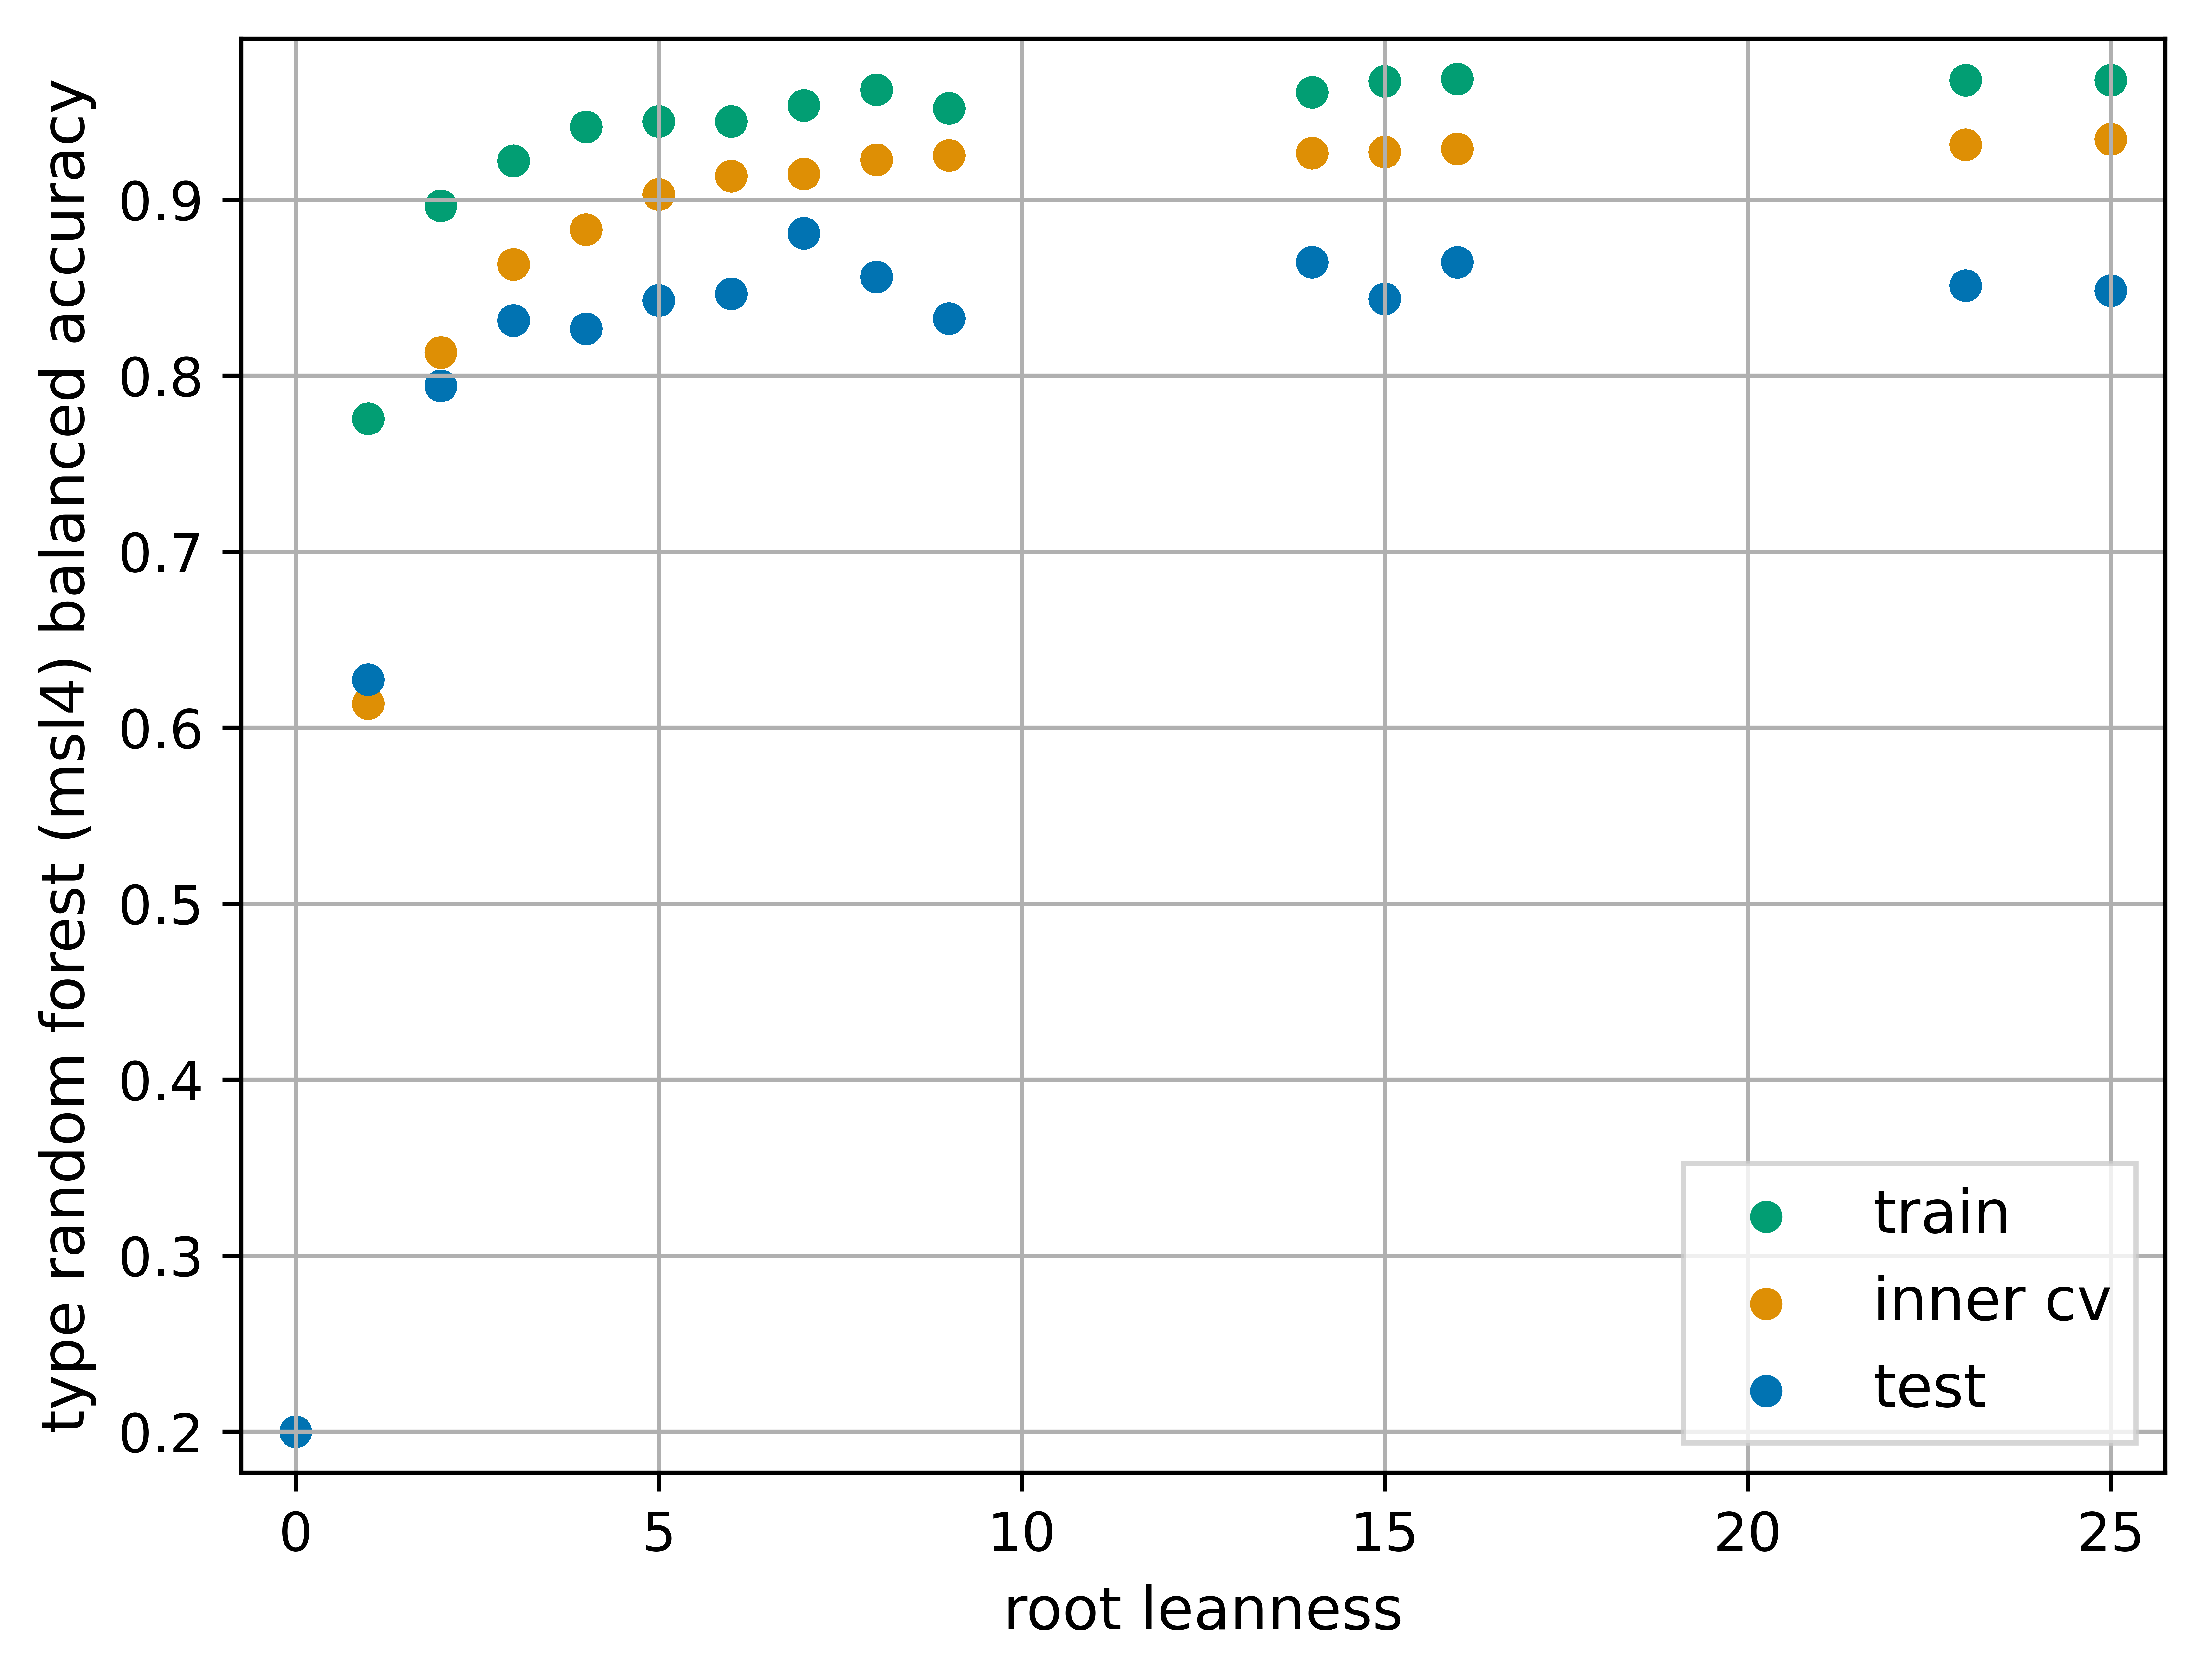 type random forest (msl4) balanced accuracy
0.9
0.8
0.7
0.6
0.5
0.4
0.3
0.2
train
inner cv
test
0 5 10 15 20 25
root leanness